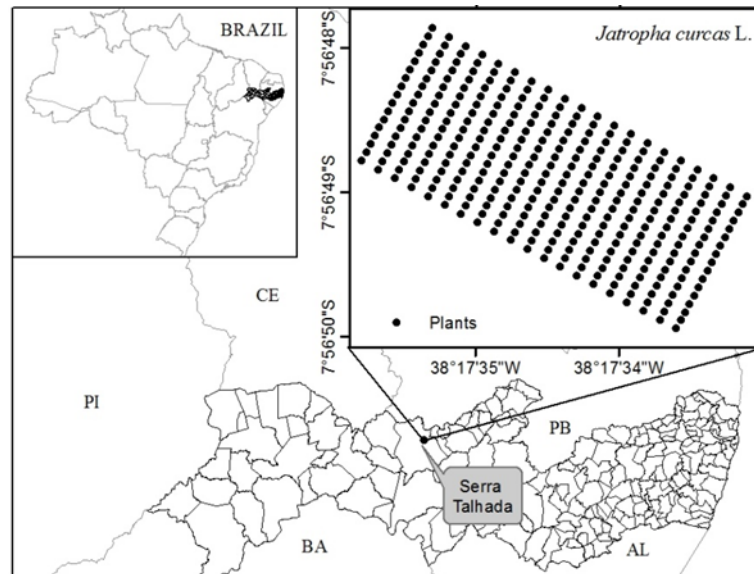 BRAZIL
Jatropha curcas L.
7°56'48"S
7°56'49"S
7°56'50"S
Plants
38°17'35"W
38°17'34"W
CE
PI
PB
Serra
Talhada
BA
AL